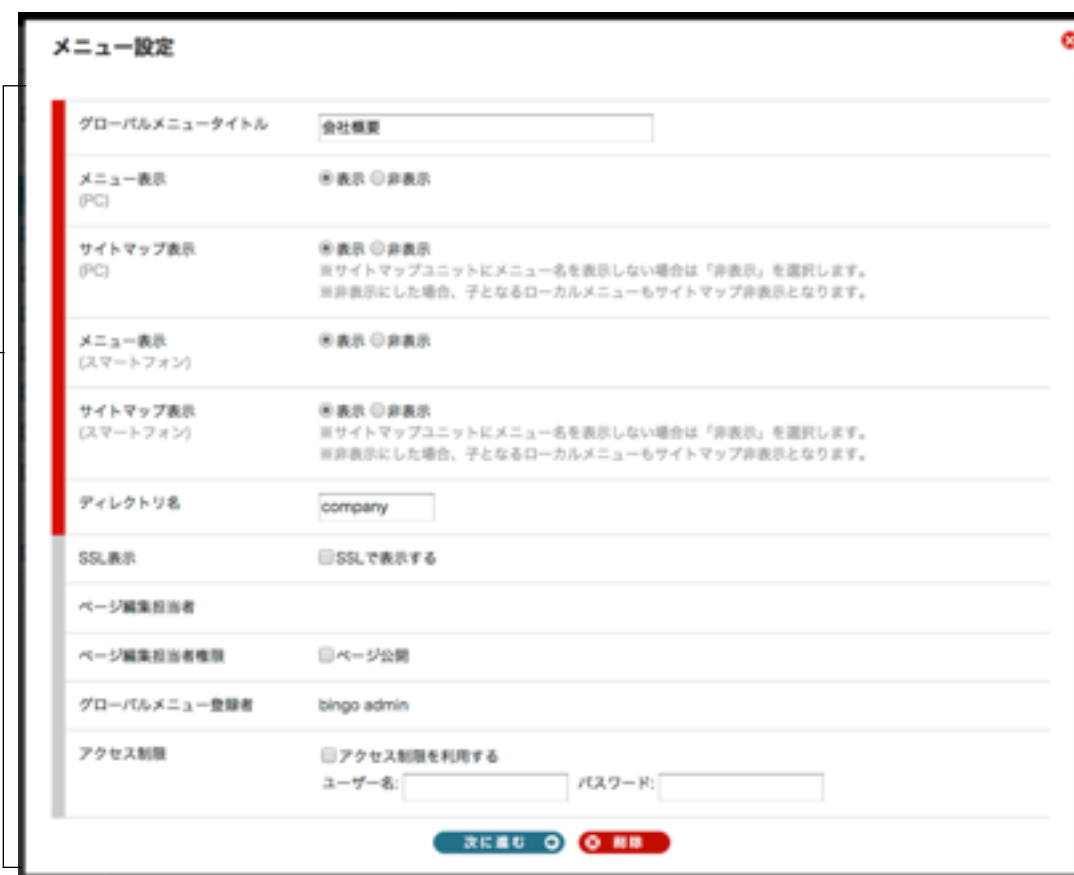 メニュー設定
グローバルメニュータイトル 会社概要
メニュー表示 表示 非表示
(PC)
サイトマップ表示 表示 非表示
(PC) ※サイトマップユニットにメニュー名を表示しない場合は「非表示」を選択します。
※非表示にした場合、子となるローカルメニューもサイトマップ非表示となります。
メニュー表示 表示 非表示
(スマートフォン)
サイトマップ表示 表示 非表示
(スマートフォン) ※サイトマップユニットにメニュー名を表示しない場合は「非表示」を選択します。
※非表示にした場合、子となるローカルメニューもサイトマップ非表示となります。
ディレクトリ名 company
SSL表示 SSLで表示する
ページ編集担当者
ページ編集担当者権限 ページ公開
グローバルメニュー登録者 bingo admin
アクセス制限 アクセス制限を利用する
ユーザー名: パスワード:
次に進む 削除